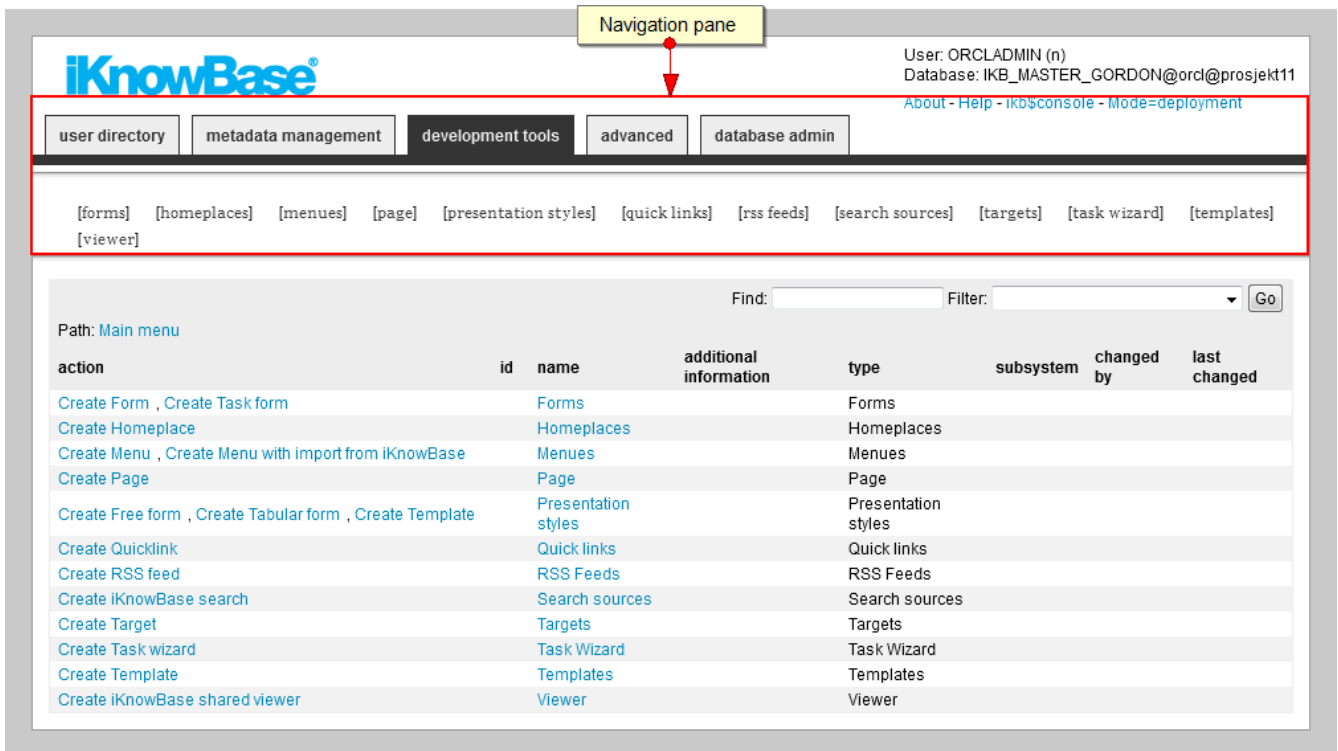 Navigation pane
iKnowBase®
User: ORCLADMIN (n)
Database: IKB_MASTER_GORDON@orcl@prosjekt11
About - Help - ikb$console - Mode=deployment
user directory metadata management development tools advanced database admin
[forms] [homeplaces] [menues] [page] [presentation styles] [quick links] [rss feeds] [search sources] [targets] [task wizard] [templates]
[viewer]
Find: Filter: Go
Path: Main menu
action id name additional information type subsystem changed by last changed
Create Form , Create Task form Forms Forms
Create Homeplace Homeplaces Homeplaces
Create Menu , Create Menu with import from iKnowBase Menues Menues
Create Page Page Page
Create Free form , Create Tabular form , Create Template Presentation styles Presentation styles
Create Quicklink Quick links Quick links
Create RSS feed RSS Feeds RSS Feeds
Create iKnowBase search Search sources Search sources
Create Target Targets Targets
Create Task wizard Task Wizard Task Wizard
Create Template Templates Templates
Create iKnowBase shared viewer Viewer Viewer